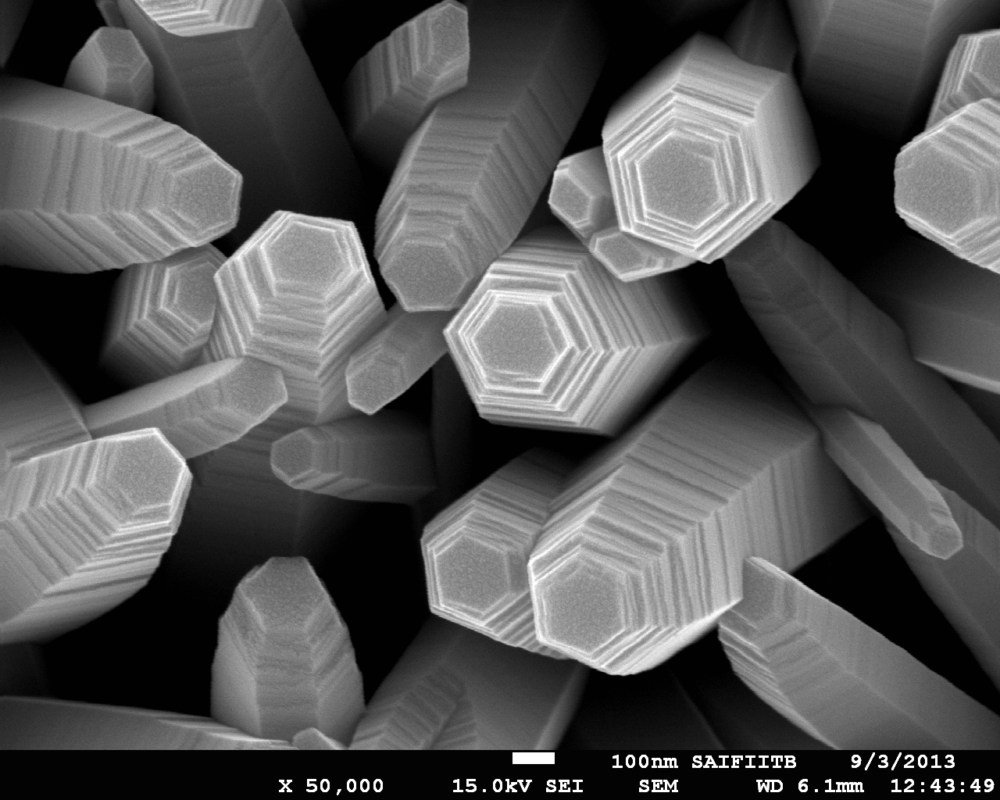 100nm SAIFIITB 9/3/2013
X 50,000 15.0kV SEI SEM WD 6.1mm 12:43:49